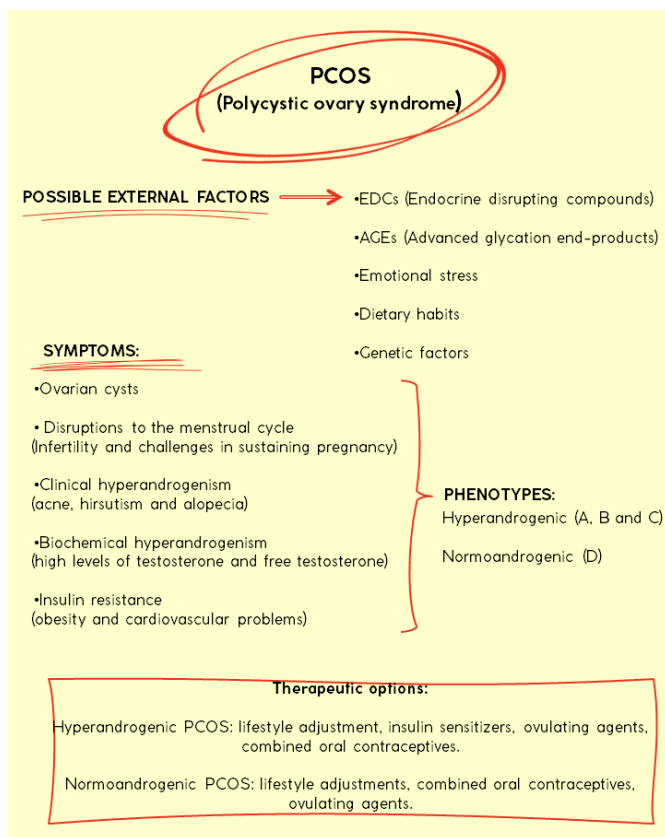 PCOS
(Polycystic ovary syndrome)
POSSIBLE EXTERNAL FACTORS
•EDCs (Endocrine disrupting compounds)
•AGEs (Advanced glycation end-products)
•Emotional stress
•Dietary habits
•Genetic factors
SYMPTOMS:
•Ovarian cysts
• Disruptions to the menstrual cycle
(Infertility and challenges in sustaining pregnancy)
•Clinical hyperandrogenism
(acne, hirsutism and alopecia)
•Biochemical hyperandrogenism
(high levels of testosterone and free testosterone)
•Insulin resistance
(obesity and cardiovascular problems)
PHENOTYPES:
Hyperandrogenic (A, B and C)
Normoandrogenic (D)
Therapeutic options:
Hyperandrogenic PCOS: lifestyle adjustment, insulin sensitizers, ovulating agents,
combined oral contraceptives.
Normoandrogenic PCOS: lifestyle adjustments, combined oral contraceptives,
ovulating agents.